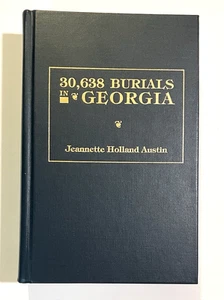 30,638 BURIALS
IN GEORGIA
Jeannette Holland Austin